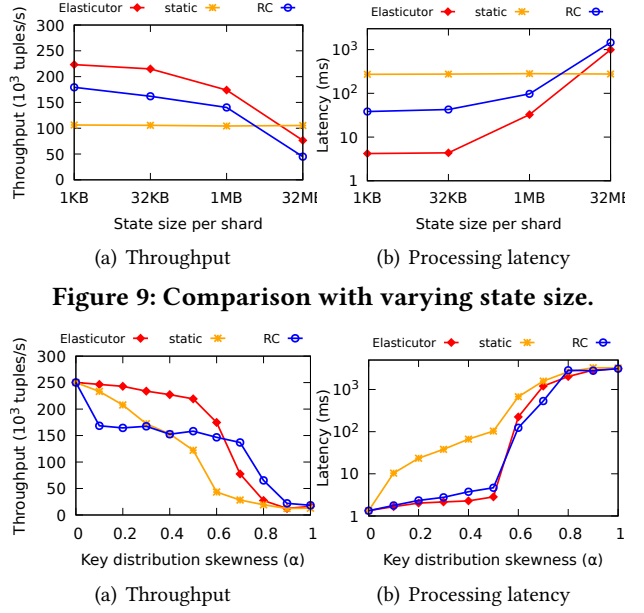 Elasticutor static RC
Throughput (10³ tuples/s)
300
250
200
150
100
50
0
1KB 32KB 1MB 32MB
State size per shard
(a) Throughput
Elasticutor static RC
Latency (ms)
10³
10²
10
1
1KB 32KB 1MB 32MB
State size per shard
(b) Processing latency
Figure 9: Comparison with varying state size.
Elasticutor static RC
Throughput (10³ tuples/s)
300
250
200
150
100
50
0
0 0.2 0.4 0.6 0.8 1
Key distribution skewness (α)
(a) Throughput
Elasticutor static RC
Latency (ms)
10³
10²
10
1
0 0.2 0.4 0.6 0.8 1
Key distribution skewness (α)
(b) Processing latency